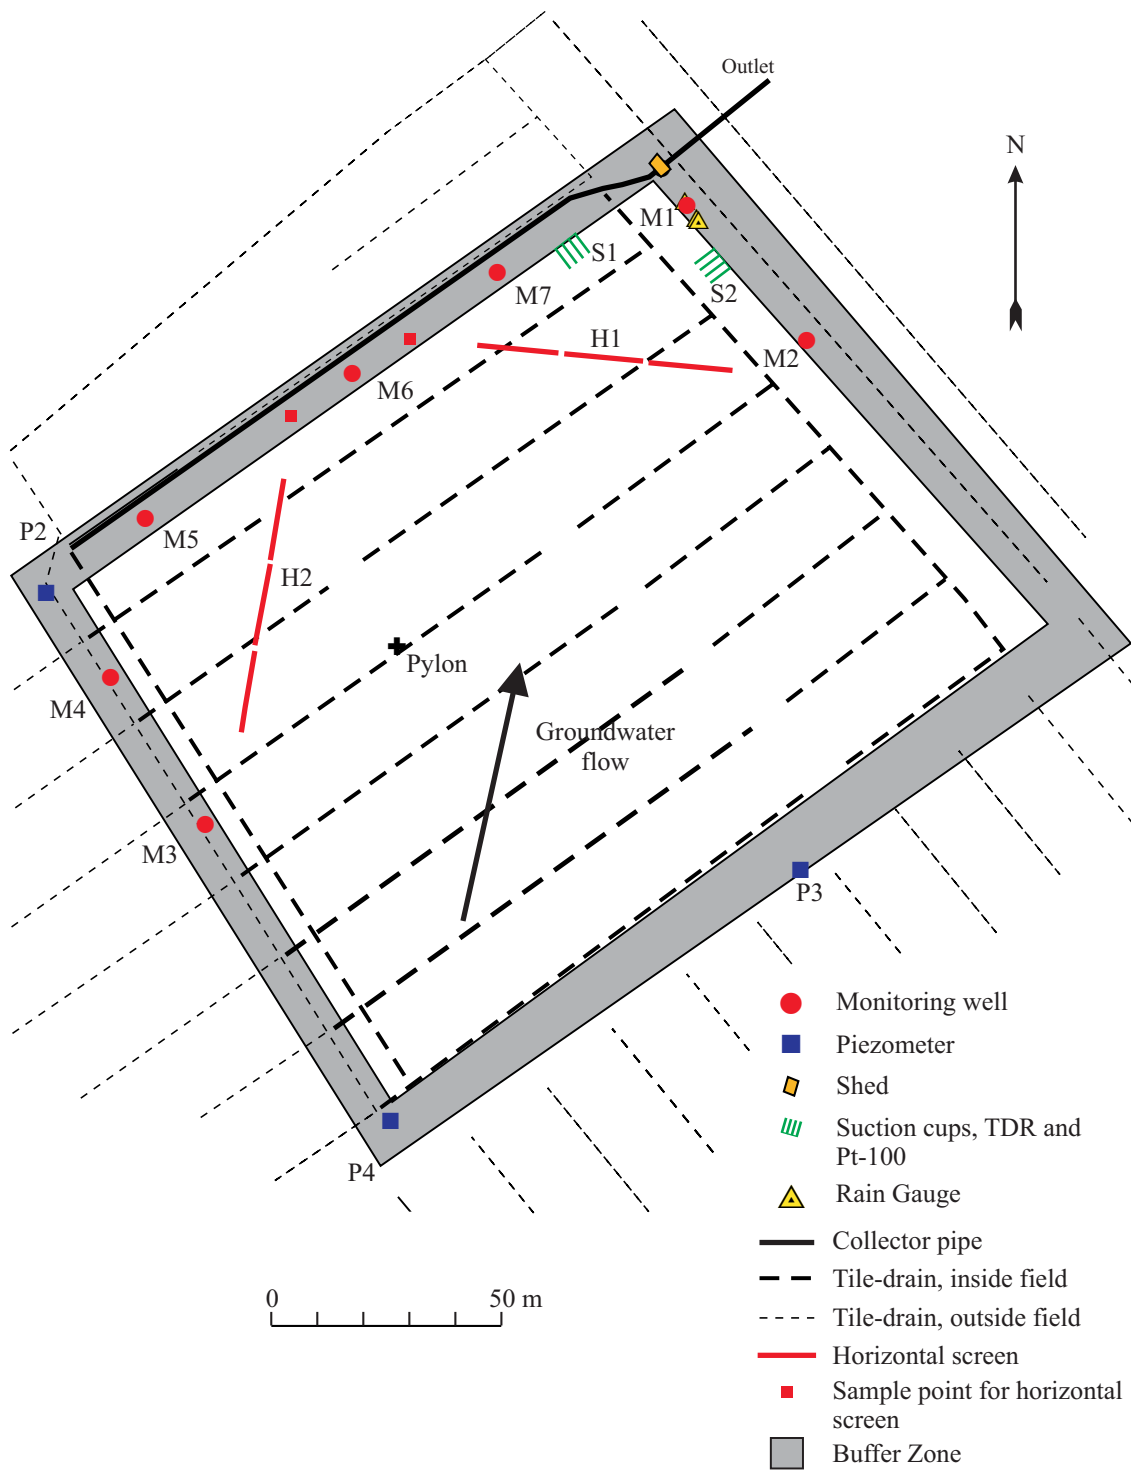 Outlet
N
M1
S1
S2
M7
H1
M2
M6
P2
M5
H2
Pylon
M4
Groundwater
flow
M3
P3
P4
Monitoring well
Piezometer
Shed
Suction cups, TDR and
Pt-100
Rain Gauge
Collector pipe
Tile-drain, inside field
Tile-drain, outside field
Horizontal screen
Sample point for horizontal
screen
Buffer Zone
0 50 m